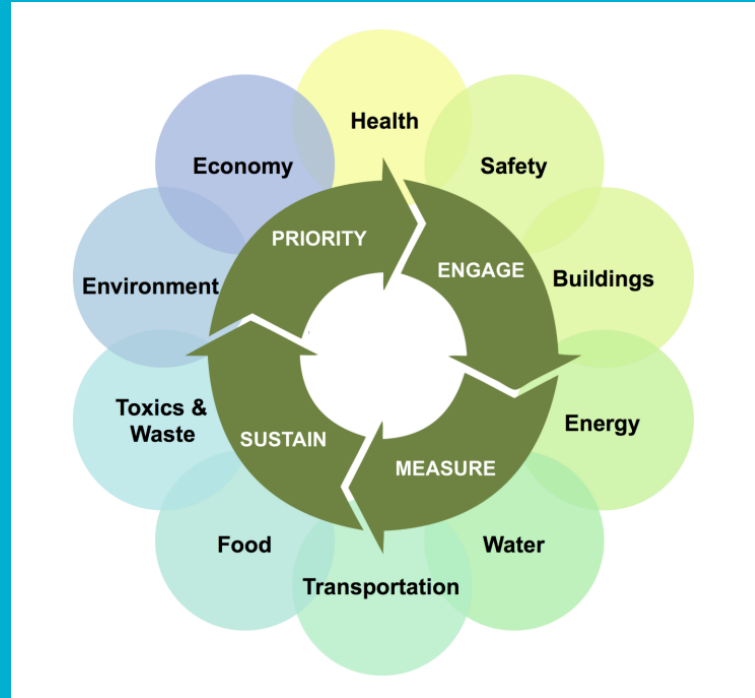 Health
Safety
Buildings
Energy
Water
Transportation
Food
Toxics &
Waste
Environment
Economy
PRIORITY
ENGAGE
MEASURE
SUSTAIN